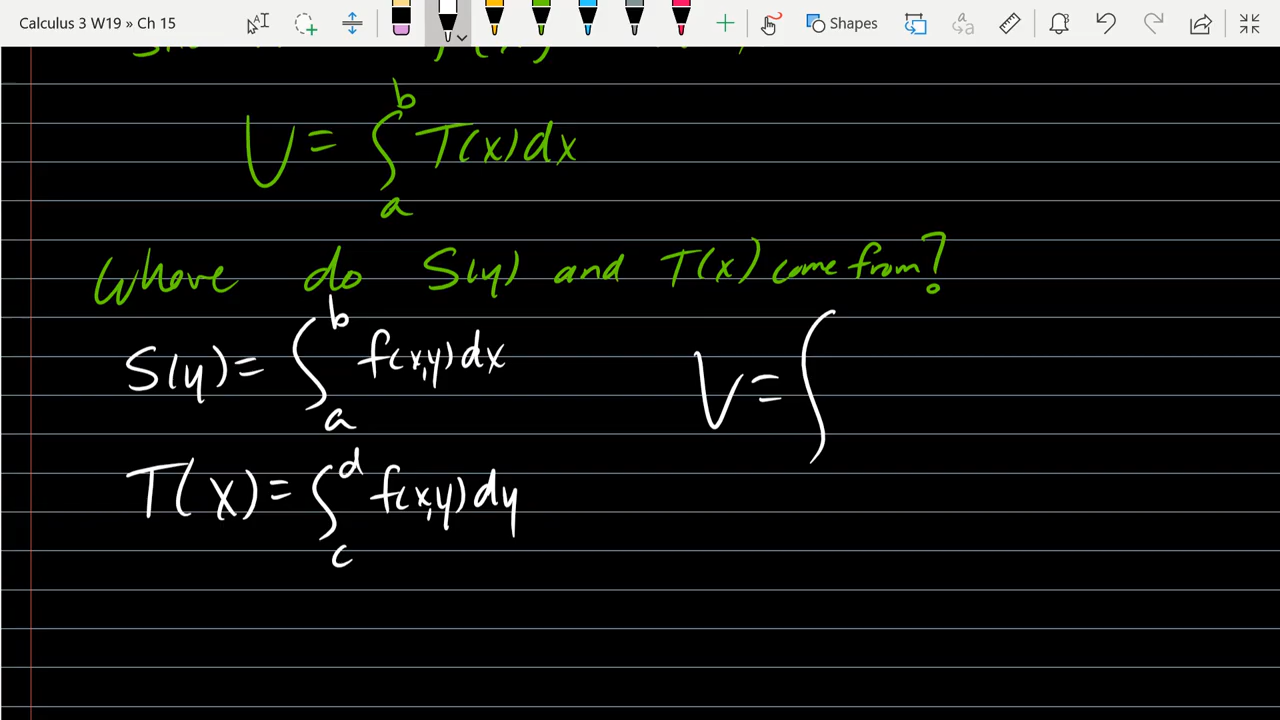 Calculus 3 W19 » Ch 15
Shapes
V = ∫_a^b T(x) dx
Where do S(y) and T(x) come from?
S(y) = ∫_a^b f(x,y) dx
V = ∫
T(x) = ∫_c^d f(x,y) dy